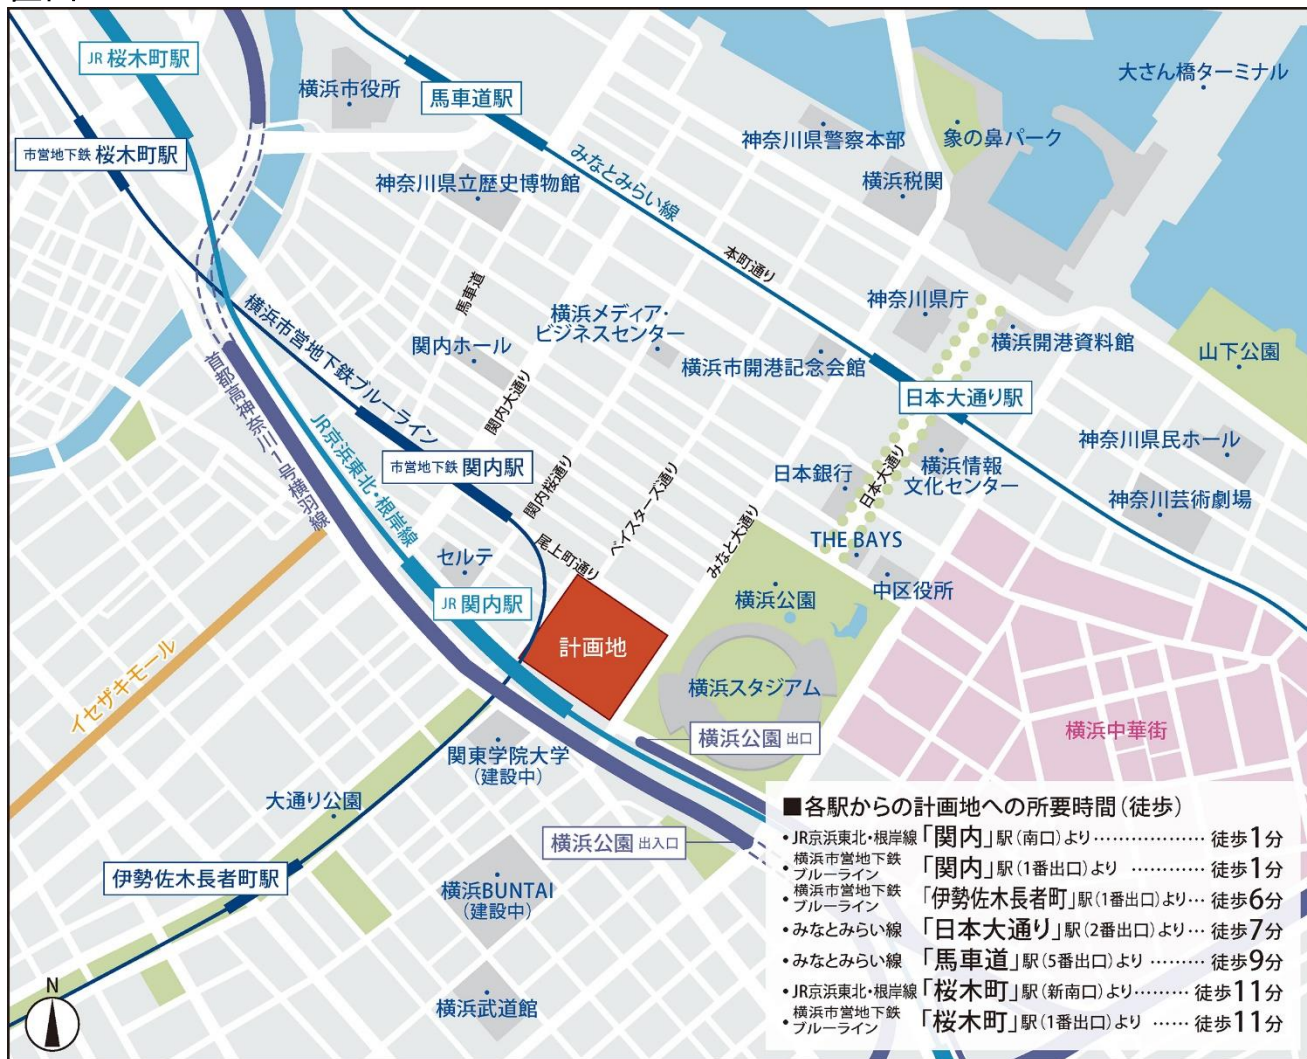 JR 桜木町駅
横浜市役所
馬車道駅
大さん橋ターミナル
市営地下鉄 桜木町駅
神奈川県警察本部
象の鼻パーク
みなとみらい線
神奈川県立歴史博物館
横浜税関
本町通り
馬車道
神奈川県庁
横浜メディア・
ビジネスセンター
横浜市営地下鉄ブルーライン
関内ホール
横浜開港資料館
横浜市開港記念会館
山下公園
首都高神奈川1号横羽線
関内大通り
日本大通り駅
JR京浜東北・根岸線
神奈川県民ホール
市営地下鉄 関内駅
関内桜通り
ベイスターズ通り
日本銀行
日本大通り
横浜情報
文化センター
神奈川芸術劇場
みなと大通り
尾上町通り
THE BAYS
セルテ
中区役所
JR 関内駅
横浜公園
計画地
イセザキモール
横浜スタジアム
横浜公園 出口
横浜中華街
関東学院大学
(建設中)
大通り公園
横浜公園 出入口
伊勢佐木長者町駅
横浜BUNTAI
(建設中)
横浜武道館
N
■各駅からの計画地への所要時間(徒歩)
•JR京浜東北・根岸線「関内」駅(南口)より………………徒歩1分
•横浜市営地下鉄ブルーライン「関内」駅(1番出口)より…………徒歩1分
•横浜市営地下鉄ブルーライン「伊勢佐木長者町」駅(1番出口)より…徒歩6分
•みなとみらい線「日本大通り」駅(2番出口)より…徒歩7分
•みなとみらい線「馬車道」駅(5番出口)より………徒歩9分
•JR京浜東北・根岸線「桜木町」駅(新南口)より………徒歩11分
•横浜市営地下鉄ブルーライン「桜木町」駅(1番出口)より……徒歩11分